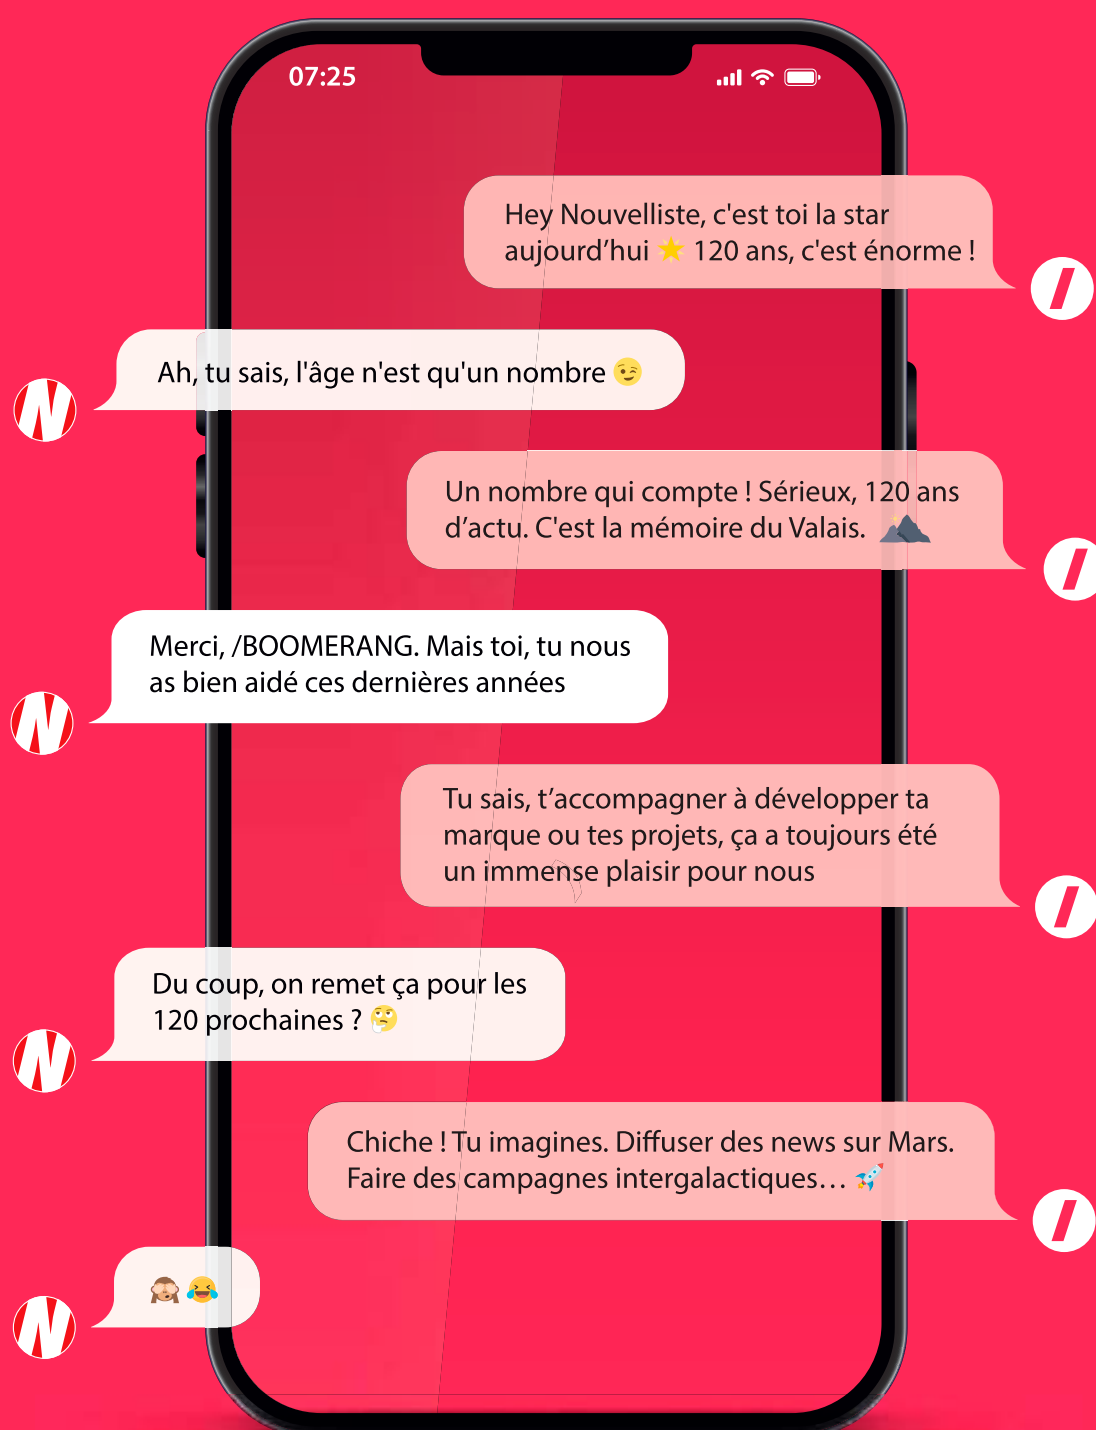 07:25
Hey Nouvelliste, c'est toi la star
aujourd’hui 🌟 120 ans, c'est énorme !
Ah, tu sais, l'âge n'est qu'un nombre 😉
Un nombre qui compte ! Sérieux, 120 ans
d’actu. C'est la mémoire du Valais.
Merci, /BOOMERANG. Mais toi, tu nous
as bien aidé ces dernières années
Tu sais, t’accompagner à développer ta
marque ou tes projets, ça a toujours été
un immense plaisir pour nous
Du coup, on remet ça pour les
120 prochaines ? 🤔
Chiche ! Tu imagines. Diffuser des news sur Mars.
Faire des campagnes intergalactiques… 🚀
🙈 😂